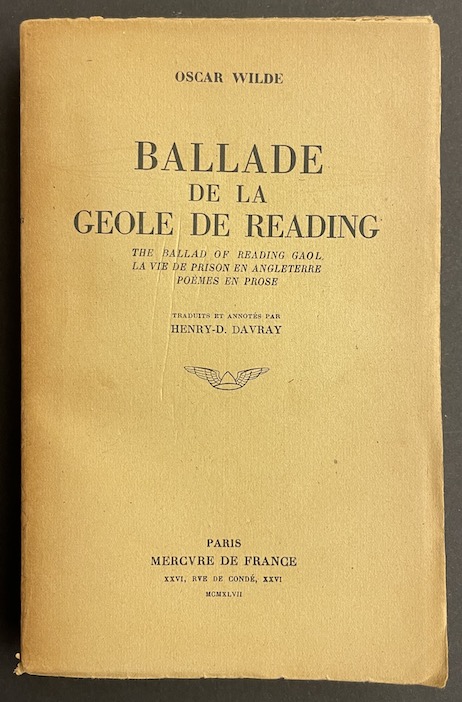 OSCAR WILDE
BALLADE
DE LA
GEOLE DE READING
THE BALLAD OF READING GAOL
LA VIE DE PRISON EN ANGLETERRE
POÈMES EN PROSE
TRADUITS ET ANNOTÉS PAR
HENRY-D. DAVRAY
PARIS
MERCVRE DE FRANCE
XXVI, RVE DE CONDÉ, XXVI
MCMXLVII